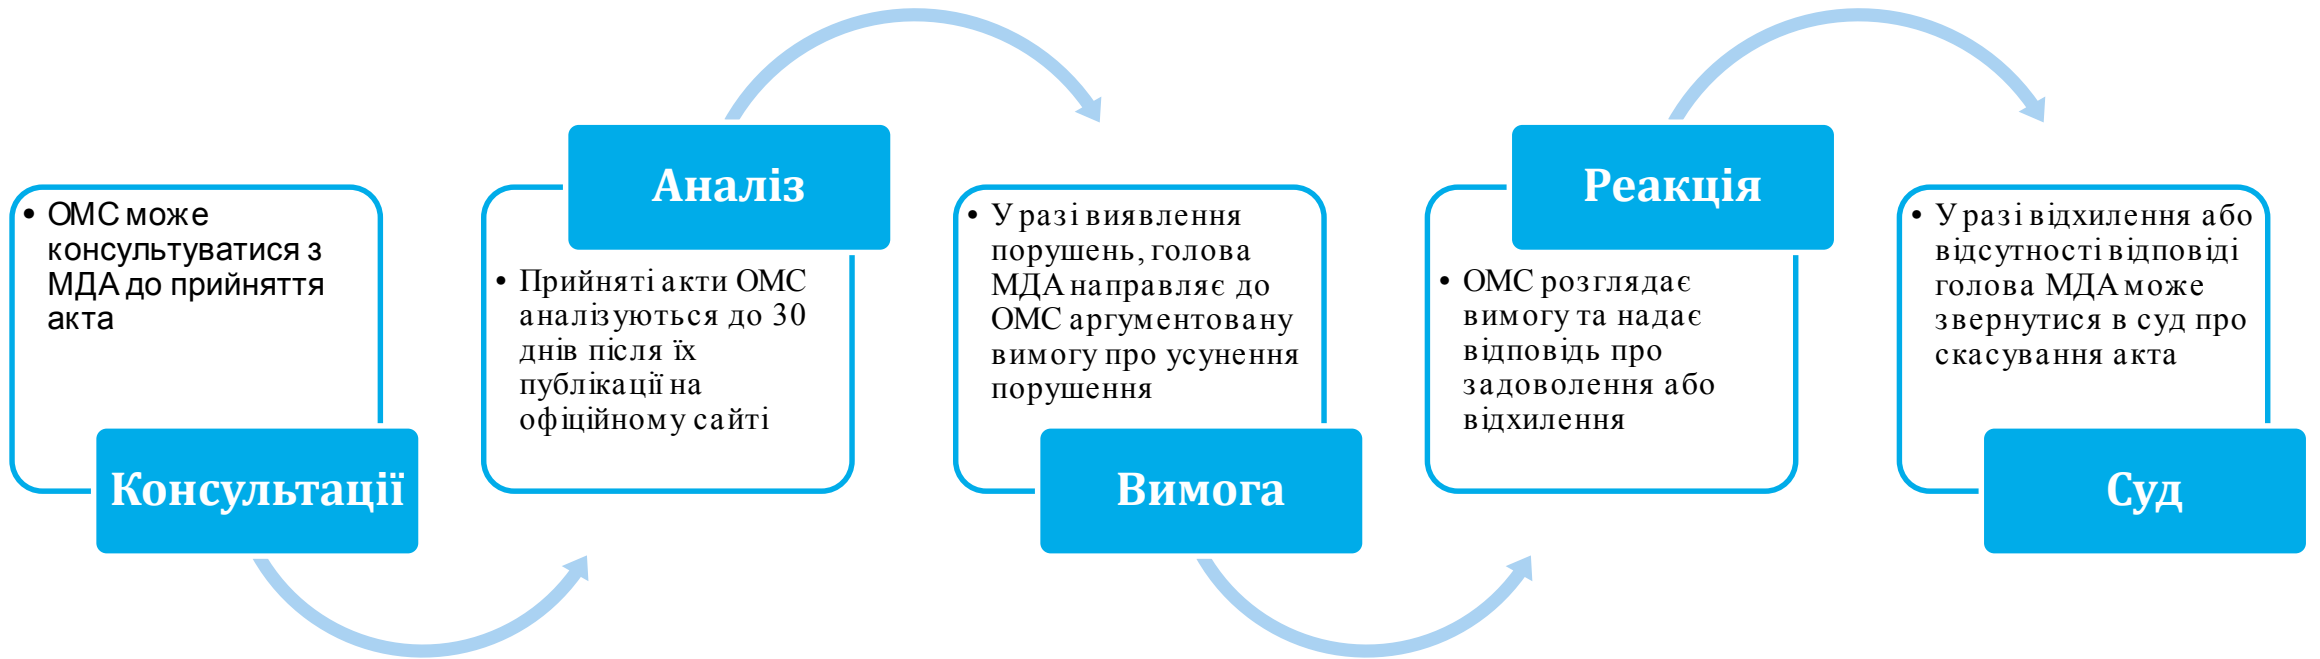 • ОМС може
консультуватися з
МДА до прийняття
акта
Консультації
Аналіз
• Прийняті акти ОМС
аналізуються до 30
днів після їх
публікації на
офіційному сайті
• У разі виявлення
порушень, голова
МДА направляє до
ОМС аргументовану
вимогу про усунення
порушення
Вимога
Реакція
• ОМС розглядає
вимогу та надає
відповідь про
задоволення або
відхилення
• У разі відхилення або
відсутності відповіді
голова МДА може
звернутися в суд про
скасування акта
Суд